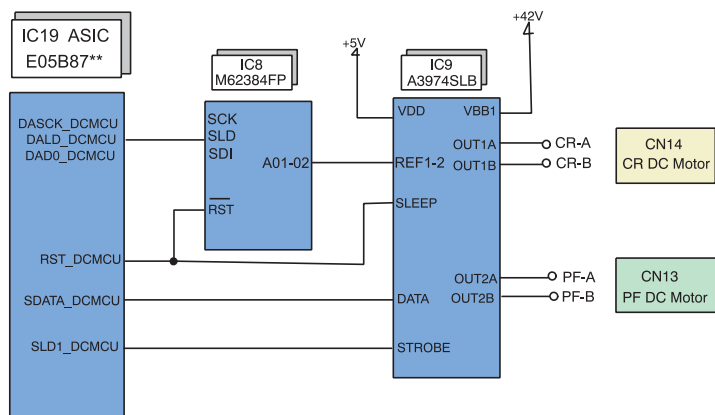 IC19 ASIC
E05B87**
IC8
M62384FP
IC9
A3974SLB
+5V
+42V
DASCK_DCMCU
DALD_DCMCU
DAD0_DCMCU
RST_DCMCU
SDATA_DCMCU
SLD1_DCMCU
SCK
SLD
SDI
A01-02
RST
VDD
VBB1
OUT1A
OUT1B
REF1-2
SLEEP
OUT2A
OUT2B
DATA
STROBE
CR-A
CR-B
PF-A
PF-B
CN14
CR DC Motor
CN13
PF DC Motor